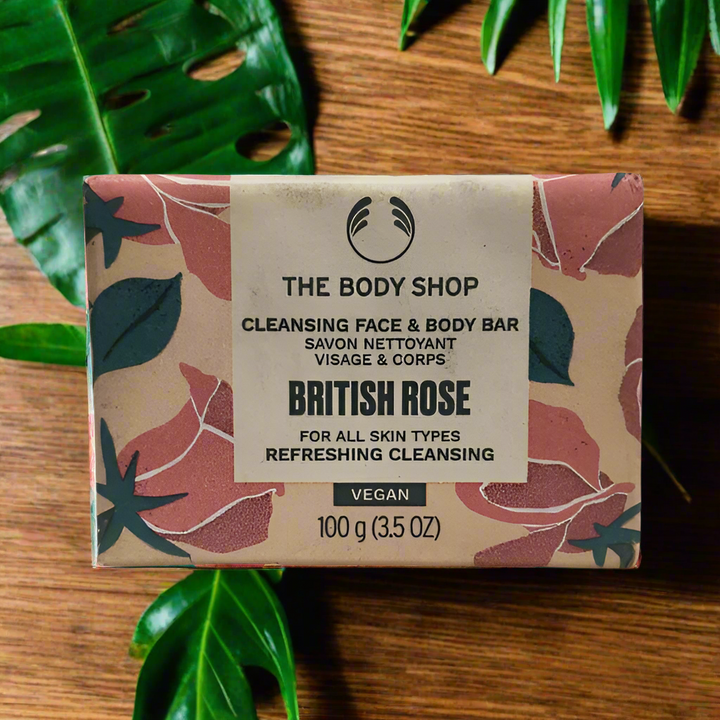 THE BODY SHOP
CLEANSING FACE & BODY BAR
SAVON NETTOYANT
VISAGE & CORPS
BRITISH ROSE
FOR ALL SKIN TYPES
REFRESHING CLEANSING
VEGAN
100 g (3.5 OZ)